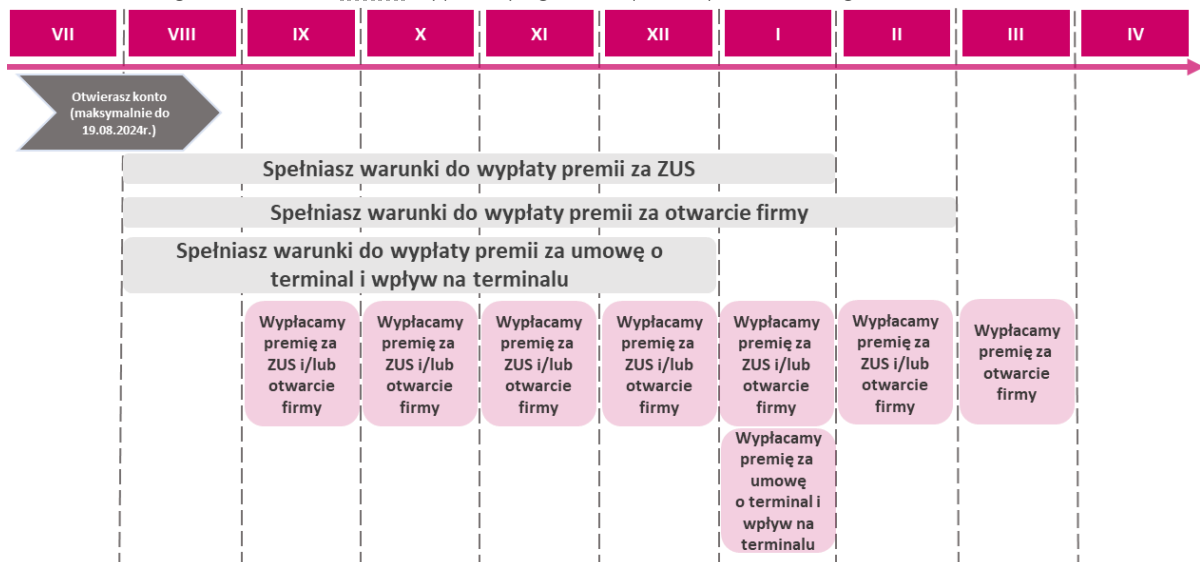 VII VIII IX X XI XII I II III IV
Otwierasz konto
(maksymalnie do
19.08.2024r.)
Spełniasz warunki do wypłaty premii za ZUS
Spełniasz warunki do wypłaty premii za otwarcie firmy
Spełniasz warunki do wypłaty premii za umowę o
terminal i wpływ na terminalu
Wypłacamy
premię za
ZUS i/lub
otwarcie
firmy
Wypłacamy
premię za
ZUS i/lub
otwarcie
firmy
Wypłacamy
premię za
ZUS i/lub
otwarcie
firmy
Wypłacamy
premię za
ZUS i/lub
otwarcie
firmy
Wypłacamy
premię za
ZUS i/lub
otwarcie
firmy
Wypłacamy
premię za
ZUS i/lub
otwarcie
firmy
Wypłacamy
premię za
otwarcie
firmy
Wypłacamy
premię za
umowę
o terminal i
wpływ na
terminalu